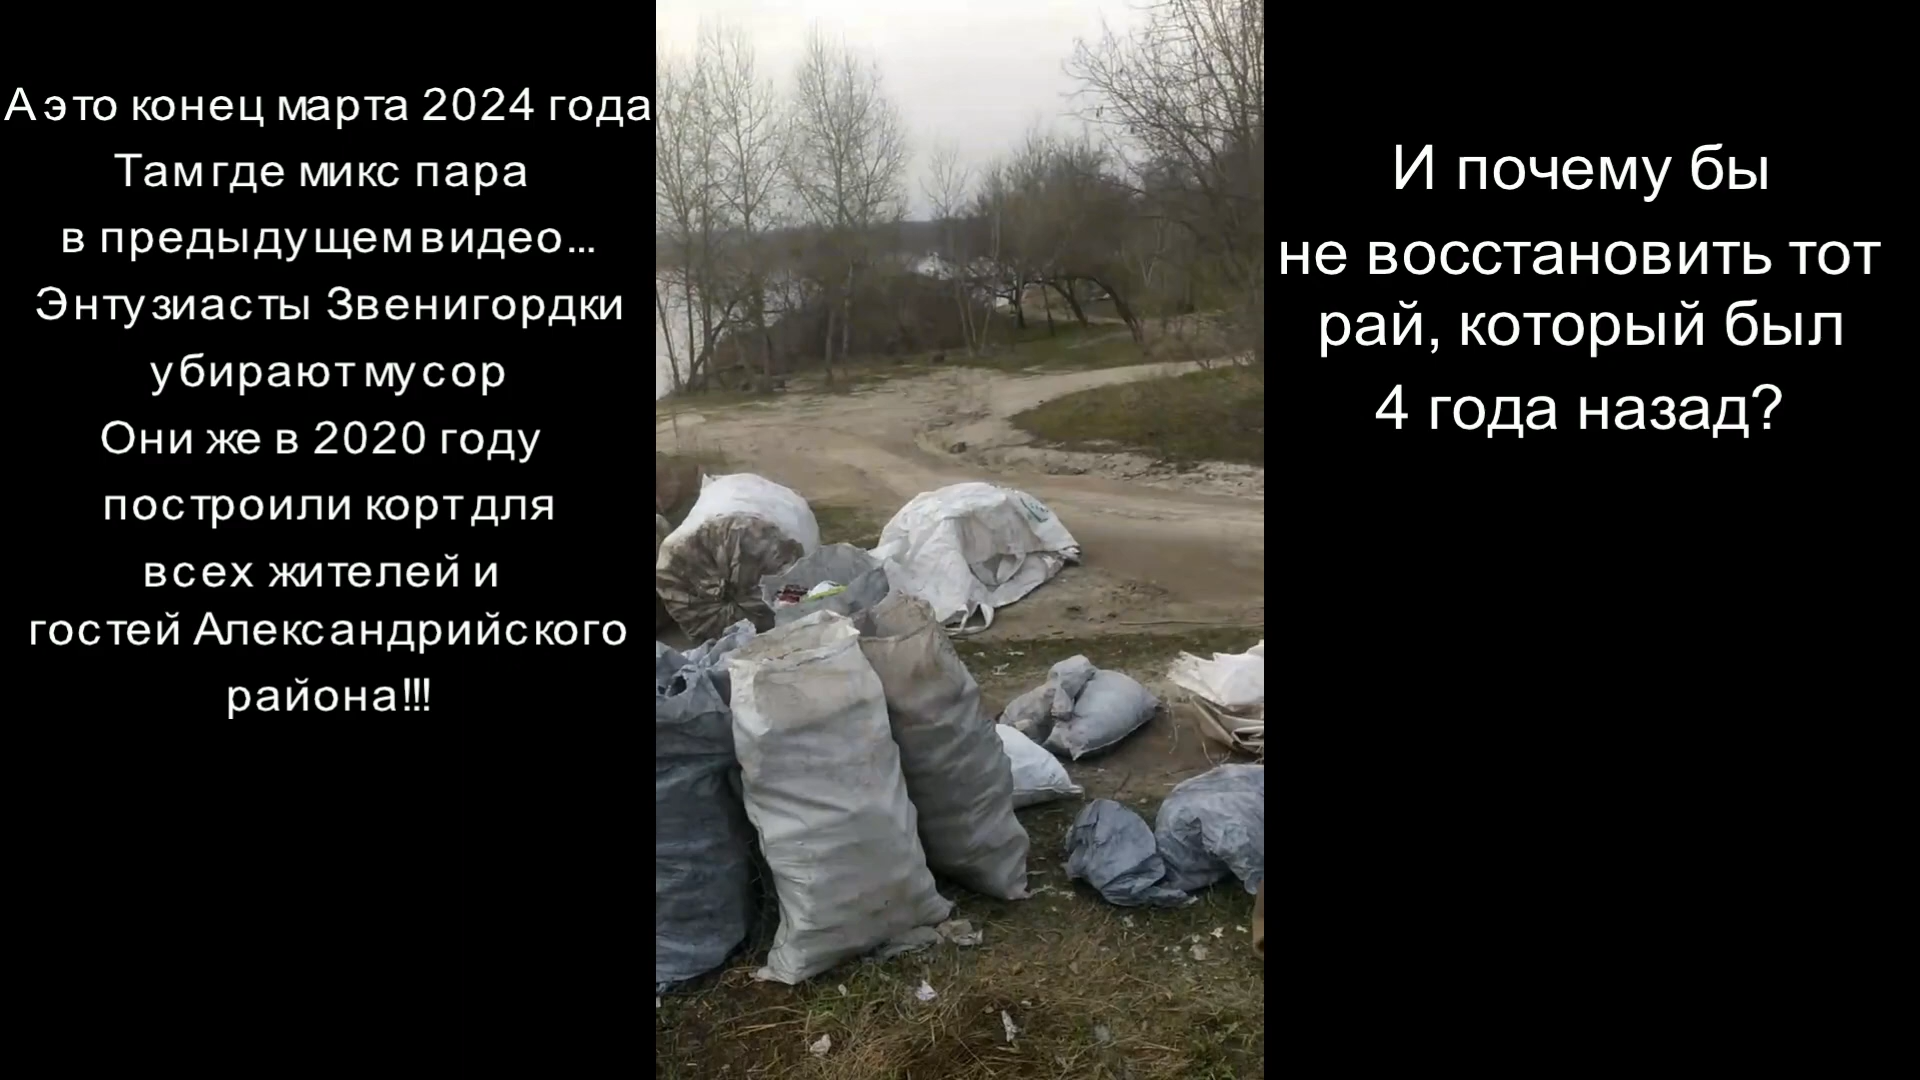 А это конец марта 2024 года
Там где микс пара
в предыдущем видео...
Энтузиасты Звенигордки
убирают мусор
Они же в 2020 году
построили корт для
всех жителей и
гостей Александрийского
района!!!
И почему бы
не восстановить тот
рай, который был
4 года назад?